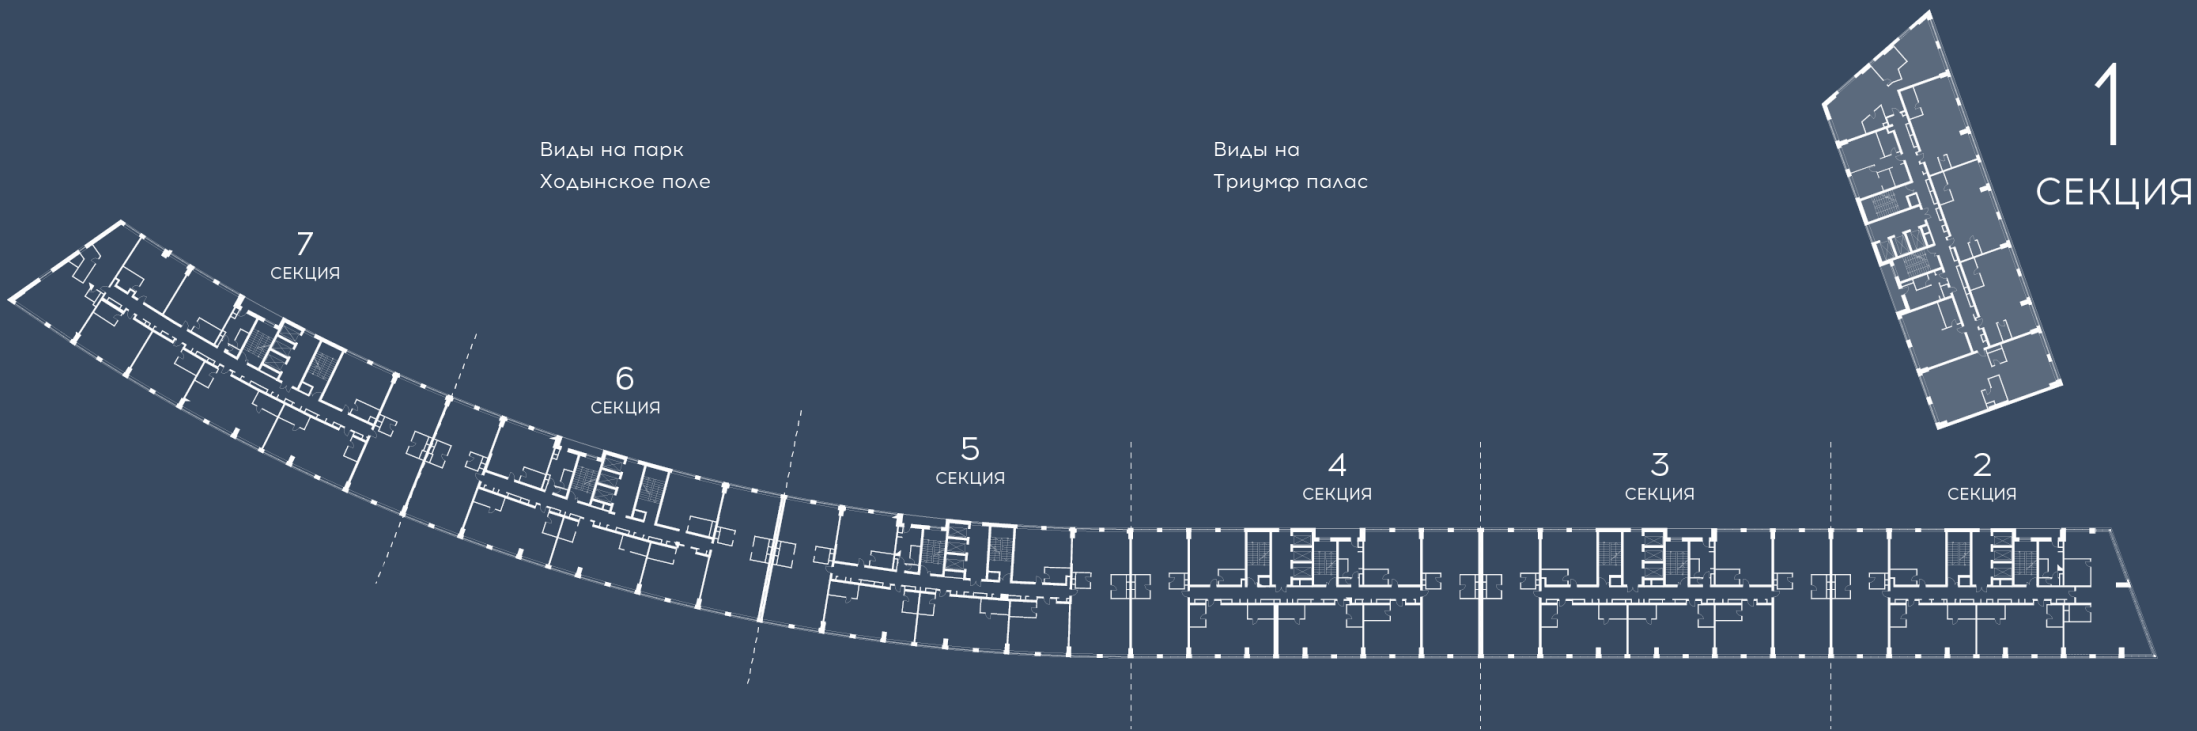 Виды на парк
Ходынское поле
Виды на
Триумф палас
1
СЕКЦИЯ
7
СЕКЦИЯ
6
СЕКЦИЯ
5
СЕКЦИЯ
4
СЕКЦИЯ
3
СЕКЦИЯ
2
СЕКЦИЯ